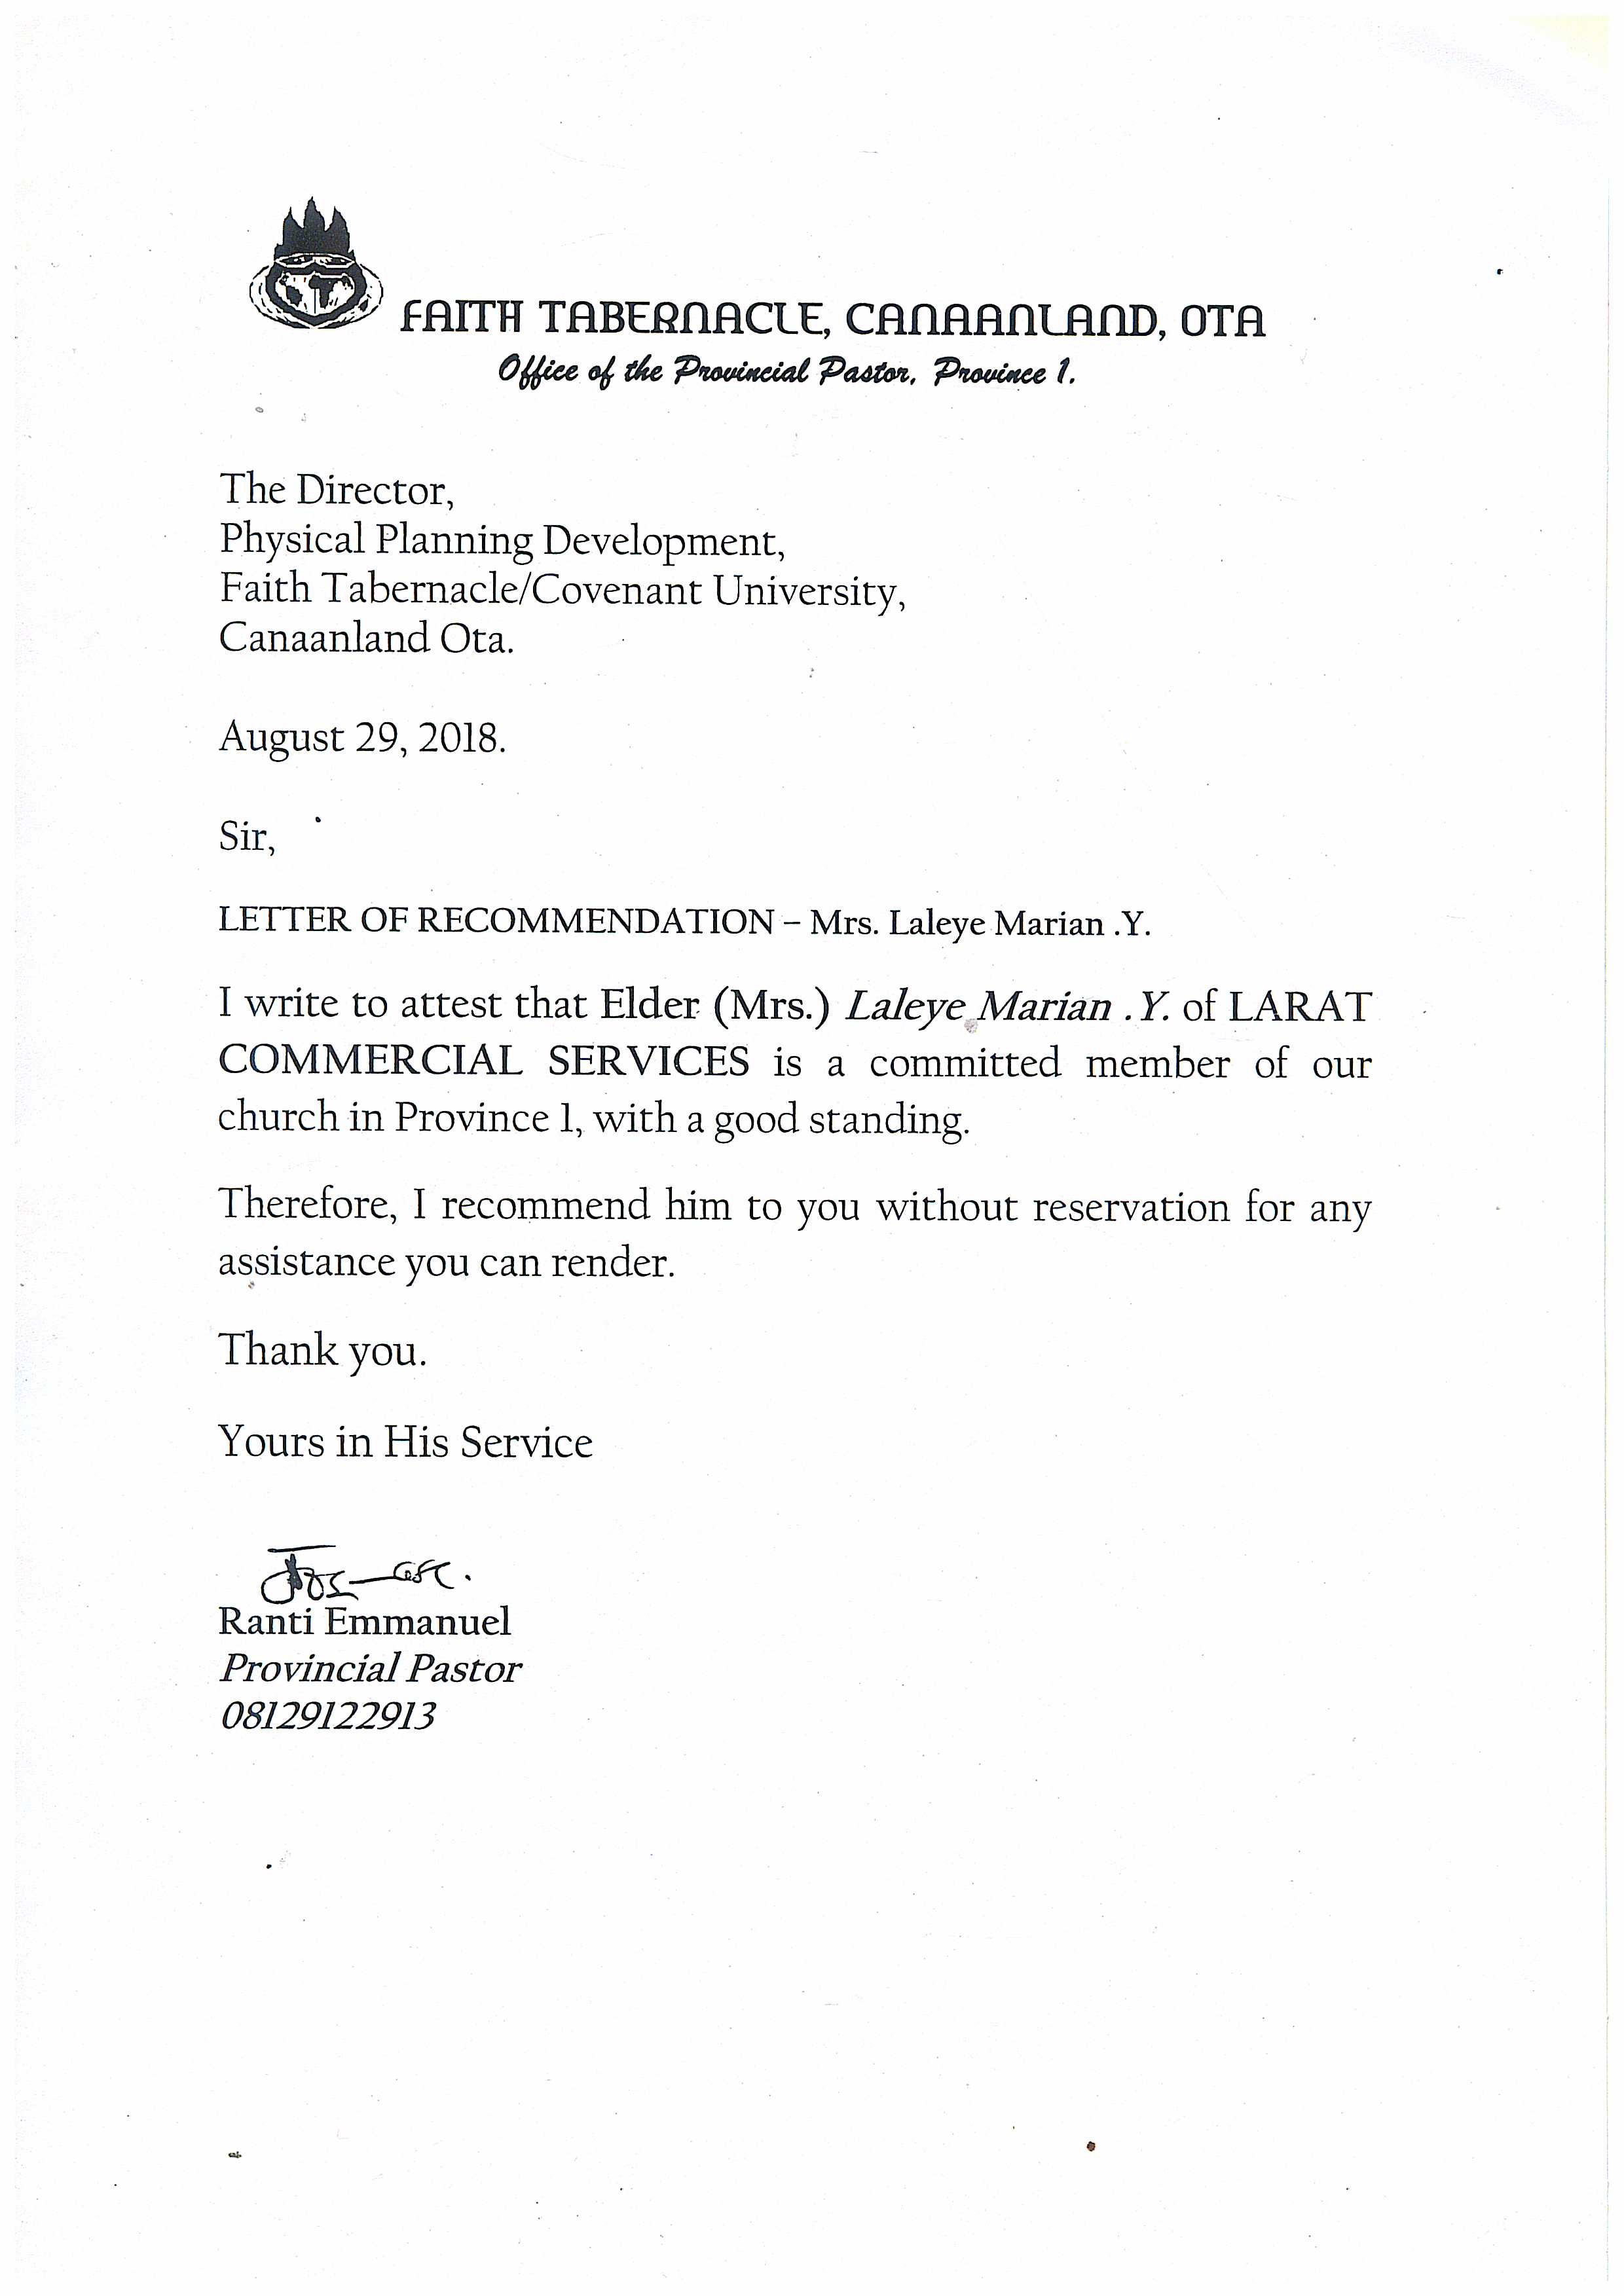 FAITH TABERNACLE, CANAANLAND, OTA
Office of the Provincial Pastor, Province 1.
The Director,
Physical Planning Development,
Faith Tabernacle/Covenant University,
Canaanland Ota.
August 29, 2018.
Sir,
LETTER OF RECOMMENDATION – Mrs. Laleye Marian .Y.
I write to attest that Elder (Mrs.) Laleye Marian .Y. of LARAT
COMMERCIAL SERVICES is a committed member of our
church in Province 1, with a good standing.
Therefore, I recommend him to you without reservation for any
assistance you can render.
Thank you.
Yours in His Service
Ranti Emmanuel
Provincial Pastor
08129122913